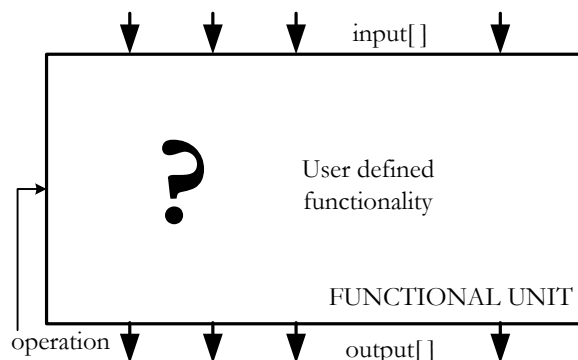 input[ ]
?
User defined
functionality
FUNCTIONAL UNIT
operation
output[ ]